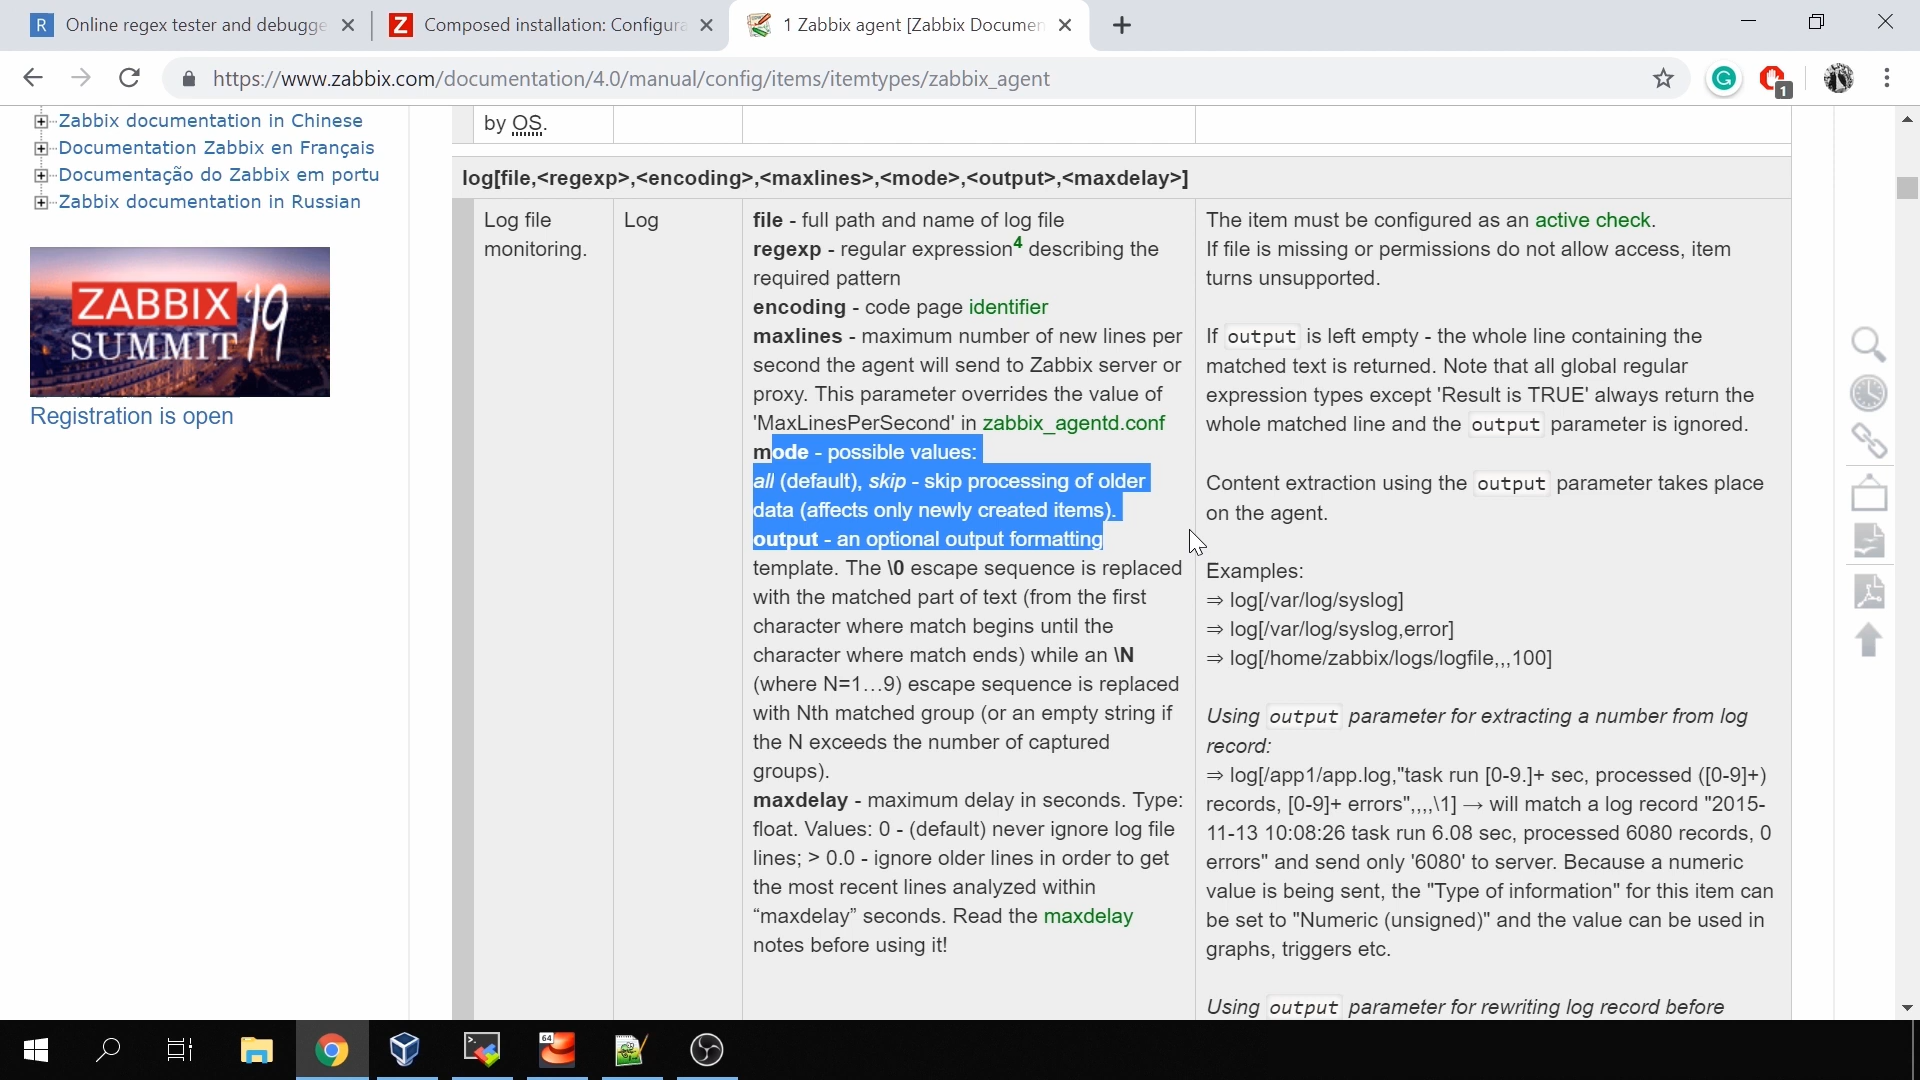 Online regex tester and debugge
Composed installation: Configura
1 Zabbix agent [Zabbix Documen
https://www.zabbix.com/documentation/4.0/manual/config/items/itemtypes/zabbix_agent
1
Zabbix documentation in Chinese
Documentation Zabbix en Français
Documentação do Zabbix em portu
Zabbix documentation in Russian
ZABBIX
SUMMIT 19
Registration is open
by OS.
log[file,<regexp>,<encoding>,<maxlines>,<mode>,<output>,<maxdelay>]
Log file
monitoring.
Log
file - full path and name of log file
regexp - regular expression4 describing the
required pattern
encoding - code page identifier
maxlines - maximum number of new lines per
second the agent will send to Zabbix server or
proxy. This parameter overrides the value of
'MaxLinesPerSecond' in zabbix_agentd.conf
mode - possible values:
all (default), skip - skip processing of older
data (affects only newly created items).
output - an optional output formatting
template. The \0 escape sequence is replaced
with the matched part of text (from the first
character where match begins until the
character where match ends) while an \N
(where N=1…9) escape sequence is replaced
with Nth matched group (or an empty string if
the N exceeds the number of captured
groups).
maxdelay - maximum delay in seconds. Type:
float. Values: 0 - (default) never ignore log file
lines; > 0.0 - ignore older lines in order to get
the most recent lines analyzed within
“maxdelay” seconds. Read the maxdelay
notes before using it!
The item must be configured as an active check.
If file is missing or permissions do not allow access, item
turns unsupported.
If output is left empty - the whole line containing the
matched text is returned. Note that all global regular
expression types except 'Result is TRUE' always return the
whole matched line and the output parameter is ignored.
Content extraction using the output parameter takes place
on the agent.
Examples:
⇒ log[/var/log/syslog]
⇒ log[/var/log/syslog,error]
⇒ log[/home/zabbix/logs/logfile,,,100]
Using output parameter for extracting a number from log
record:
⇒ log[/app1/app.log,"task run [0-9.]+ sec, processed ([0-9]+)
records, [0-9]+ errors",,,,\1] → will match a log record "2015-
11-13 10:08:26 task run 6.08 sec, processed 6080 records, 0
errors" and send only '6080' to server. Because a numeric
value is being sent, the "Type of information" for this item can
be set to "Numeric (unsigned)" and the value can be used in
graphs, triggers etc.
Using output parameter for rewriting log record before
64